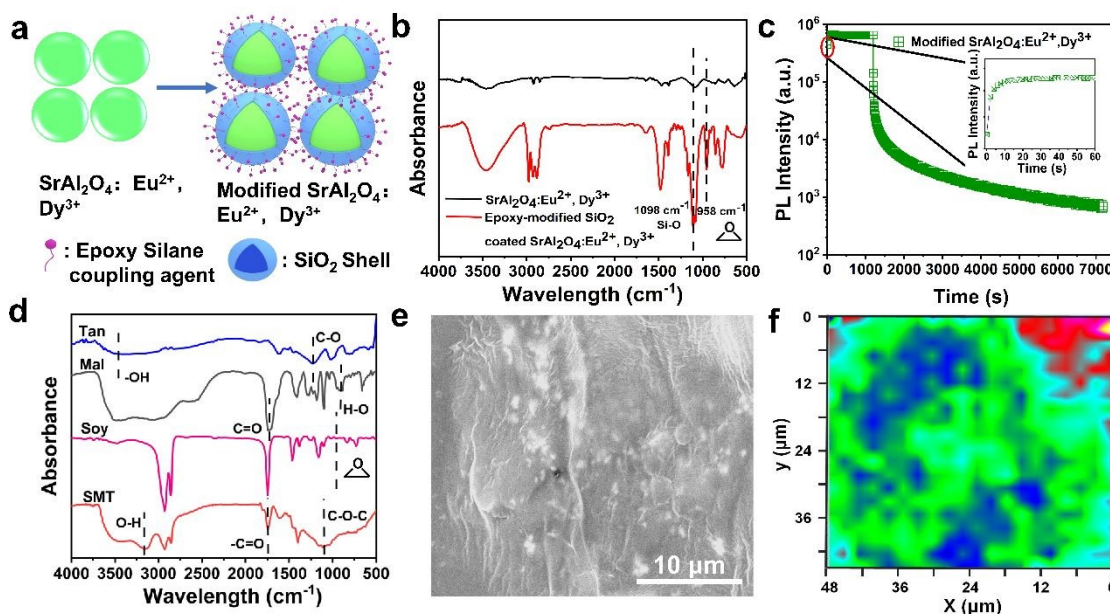 a
SrAl₂O₄: Eu²⁺,
Dy³⁺
Modified SrAl₂O₄:
Eu²⁺, Dy³⁺
: Epoxy Silane
coupling agent
: SiO₂ Shell
b
Absorbance
SrAl₂O₄:Eu²⁺, Dy³⁺
Epoxy-modified SiO₂
coated SrAl₂O₄:Eu²⁺, Dy³⁺
1098 cm⁻¹
Si-O
958 cm⁻¹
O
4000 3500 3000 2500 2000 1500 1000 500
Wavelength (cm⁻¹)
c
PL Intensity (a.u.)
10⁶
10⁵
10⁴
10³
10²
Modified SrAl₂O₄:Eu²⁺,Dy³⁺
PL Intensity (a.u.)
0 10 20 30 40 50 60
Time (s)
0 1000 2000 3000 4000 5000 6000 7000
Time (s)
d
Absorbance
Tan
-OH
C-O
Mal
H-O
C=O
Soy
O
SMT
O-H
-C=O
C-O-C
4000 3500 3000 2500 2000 1500 1000 500
Wavelength (cm⁻¹)
e
10 μm
f
y (μm)
0
12
24
36
48 36 24 12 0
X (μm)